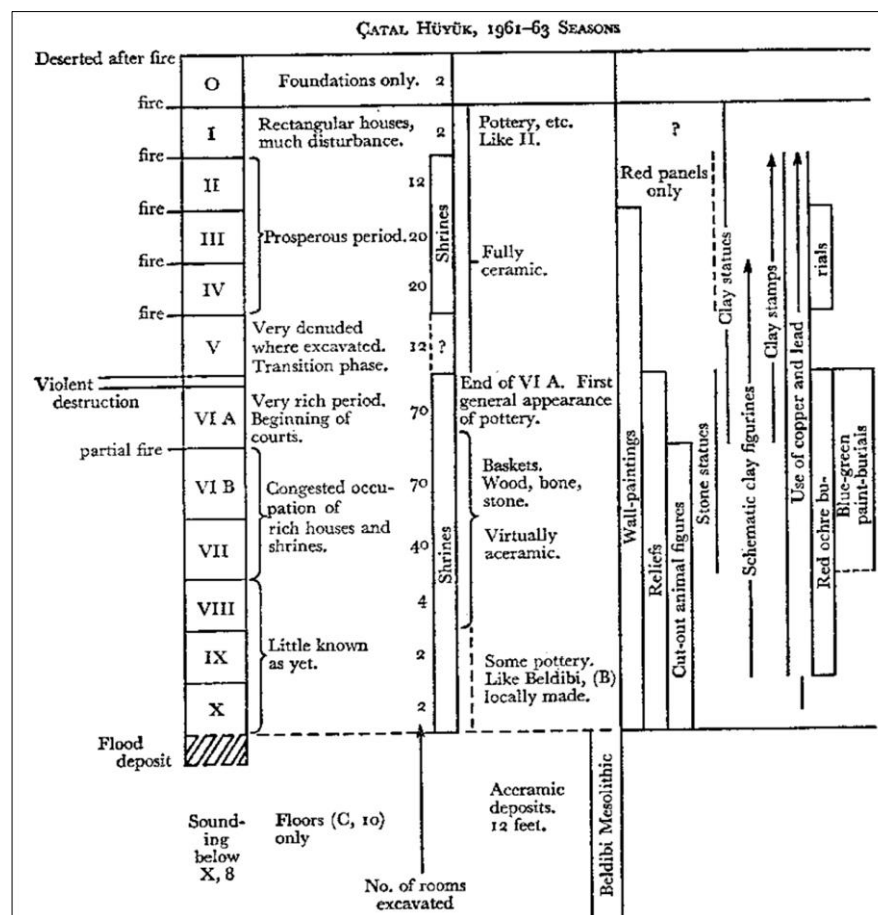 ÇATAL HÜYÜK, 1961–63 SEASONS
Deserted after fire
O
Foundations only. 2
fire
I
Rectangular houses,
much disturbance.
2
Pottery, etc.
Like II.
?
fire
II
12
Red panels
only
fire
III
Prosperous period. 20
Shrines
Fully
ceramic.
fire
IV
20
fire
V
Very denuded
where excavated.
Transition phase.
12 ?
Violent
destruction
VI A
Very rich period.
Beginning of
courts.
70
End of VI A. First
general appearance
of pottery.
partial fire
VI B
Congested occu-
pation of
rich houses and
shrines.
70
Baskets.
Wood, bone,
stone.
VII
40
Virtually
aceramic.
Shrines
VIII
4
IX
Little known
as yet.
2
Some pottery.
Like Beldibi, (B)
locally made.
X
2
Wall-paintings
Reliefs
Cut-out animal figures
Stone statues
Clay statues
Schematic clay figurines
Clay stamps
Use of copper and lead
Red ochre bu-
rials
Blue-green
paint-burials
Flood
deposit
Sound-
ing
below
X, 8
Floors (C, 10)
only
No. of rooms
excavated
Aceramic
deposits.
12 feet.
Beldibi Mesolithic